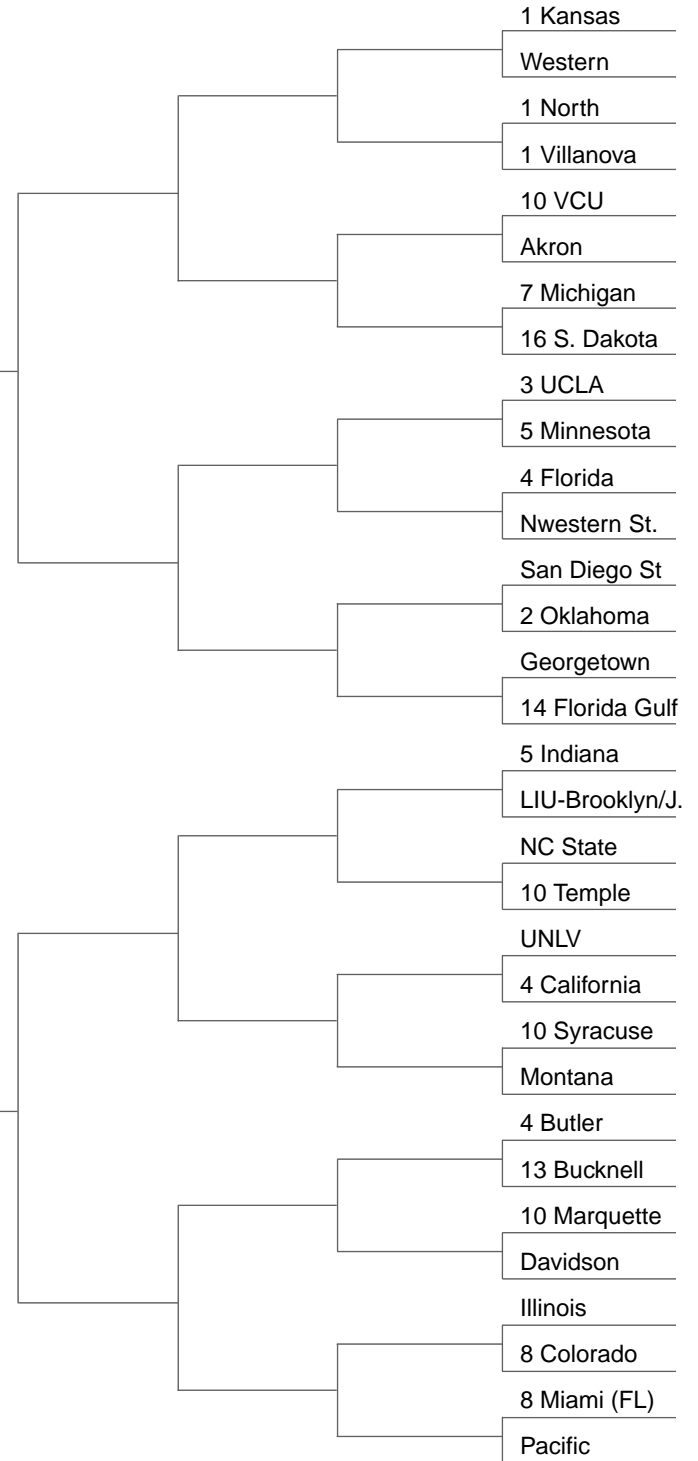 1 Kansas
Western
1 North
1 Villanova
10 VCU
Akron
7 Michigan
16 S. Dakota
3 UCLA
5 Minnesota
4 Florida
Nwestern St.
San Diego St
2 Oklahoma
Georgetown
14 Florida Gulf
5 Indiana
LIU-Brooklyn/J.
NC State
10 Temple
UNLV
4 California
10 Syracuse
Montana
4 Butler
13 Bucknell
10 Marquette
Davidson
Illinois
8 Colorado
8 Miami (FL)
Pacific